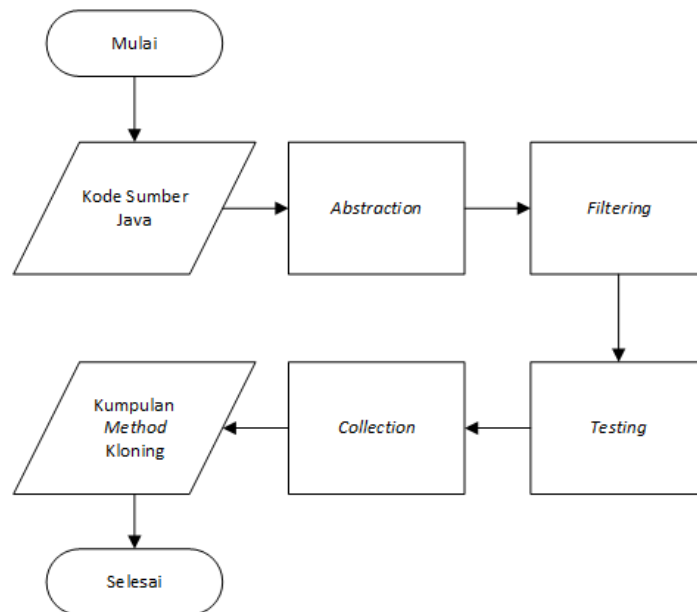 Mulai
Kode Sumber
Java
Abstraction
Filtering
Testing
Collection
Kumpulan
Method
Kloning
Selesai